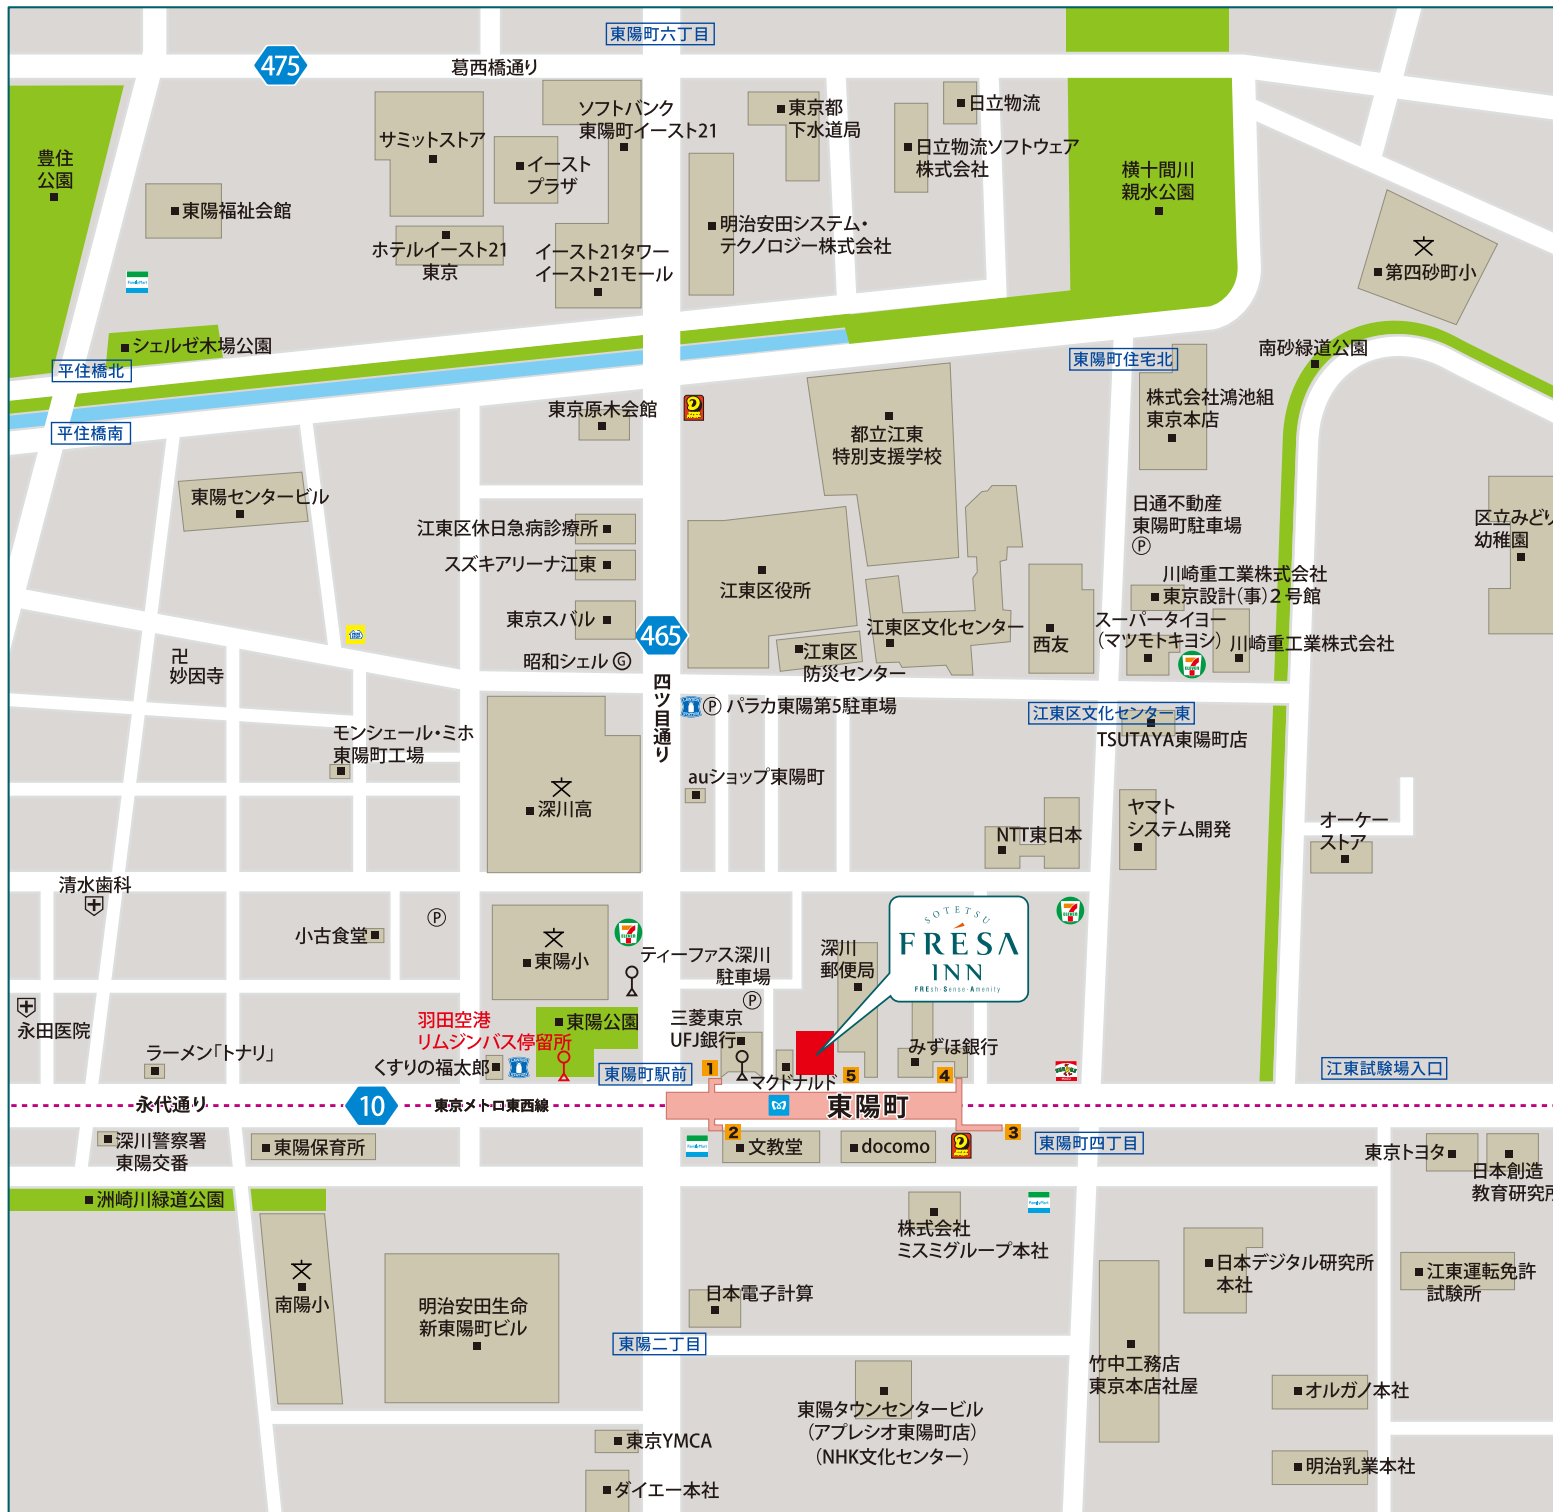 東陽町六丁目
475
葛西橋通り
ソフトバンク
東陽町イースト21
サミットストア
イースト
プラザ
東京都
下水道局
日立物流
日立物流ソフトウェア
株式会社
豊住
公園
横十間川
親水公園
東陽福祉会館
ホテルイースト21
東京
イースト21タワー
イースト21モール
明治安田システム・
テクノロジー株式会社
文
第四砂町小
FamilyMart
シェルゼ木場公園
平住橋北
東陽町住宅北
南砂緑道公園
平住橋南
東京原木会館
株式会社鴻池組
東京本店
都立江東
特別支援学校
東陽センタービル
江東区休日急病診療所
スズキアリーナ江東
日通不動産
東陽町駐車場
P
区立みどり
幼稚園
江東区役所
川崎重工業株式会社
東京設計(事)2号館
東京スバル
465
江東区文化センター
スーパータイヨー
(マツモトキヨシ)
川崎重工業株式会社
西友
江東区
防災センター
昭和シェル G
卍
妙因寺
四ツ目通り
P パラカ東陽第5駐車場
江東区文化センター東
TSUTAYA東陽町店
モンシェール・ミホ
東陽町工場
auショップ東陽町
文
深川高
NTT東日本
ヤマト
システム開発
オーケー
ストア
清水歯科
P
小古食堂
文
東陽小
7
ELEVEN
ティーファス深川
駐車場
P
深川
郵便局
SOTETSU
FRESA
INN
FREsh・Sense・Amenity
永田医院
羽田空港
リムジンバス停留所
東陽公園
三菱東京
UFJ銀行
みずほ銀行
ラーメン「トナリ」
くすりの福太郎
東陽町駅前
1
マクドナルド
5
4
江東試験場入口
永代通り
10
東京メトロ東西線
東陽町
深川警察署
東陽交番
東陽保育所
2
文教堂
docomo
3
東陽町四丁目
東京トヨタ
日本創造
教育研究所
洲崎川緑道公園
株式会社
ミスミグループ本社
文
南陽小
明治安田生命
新東陽町ビル
日本電子計算
日本デジタル研究所
本社
江東運転免許
試験所
東陽二丁目
竹中工務店
東京本店社屋
東陽タウンセンタービル
(アプレシオ東陽町店)
(NHK文化センター)
オルガノ本社
東京YMCA
明治乳業本社
ダイエー本社